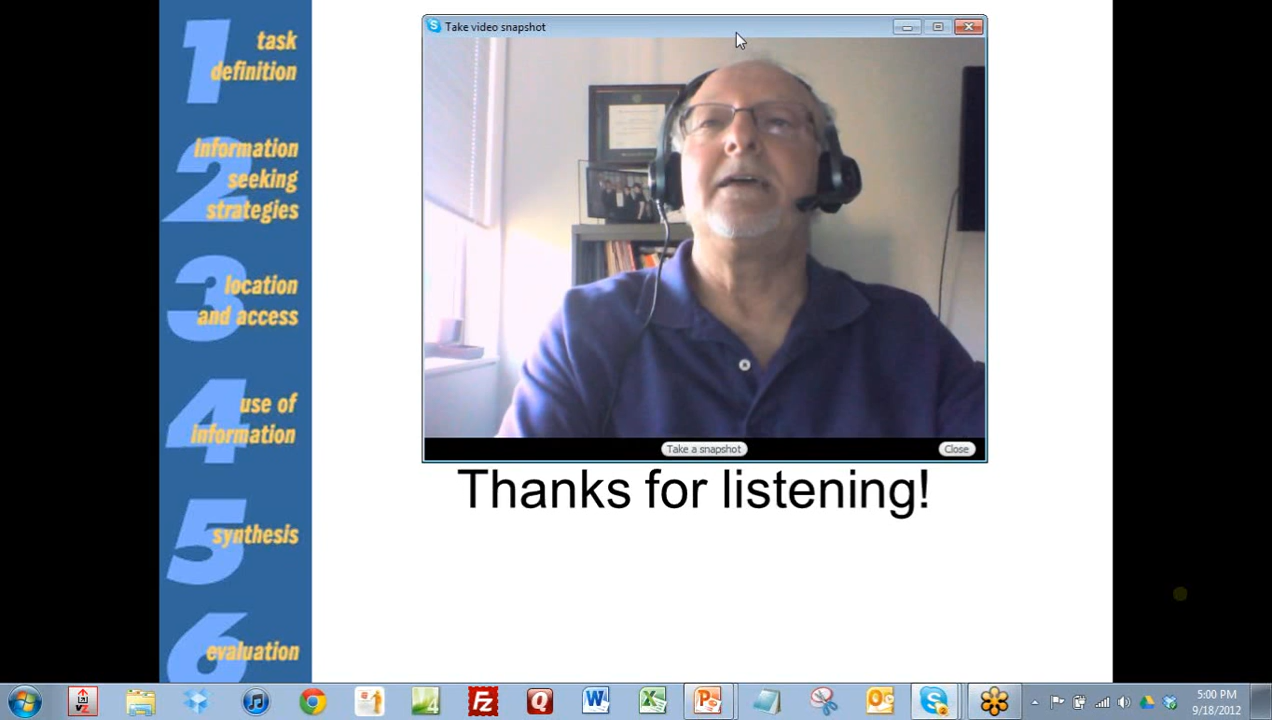 1
task
definition
2
information
seeking
strategies
3
location
and access
4
use of
information
5
synthesis
6
evaluation
Take video snapshot
Take a snapshot
Close
Thanks for listening!
5:00 PM
9/18/2012